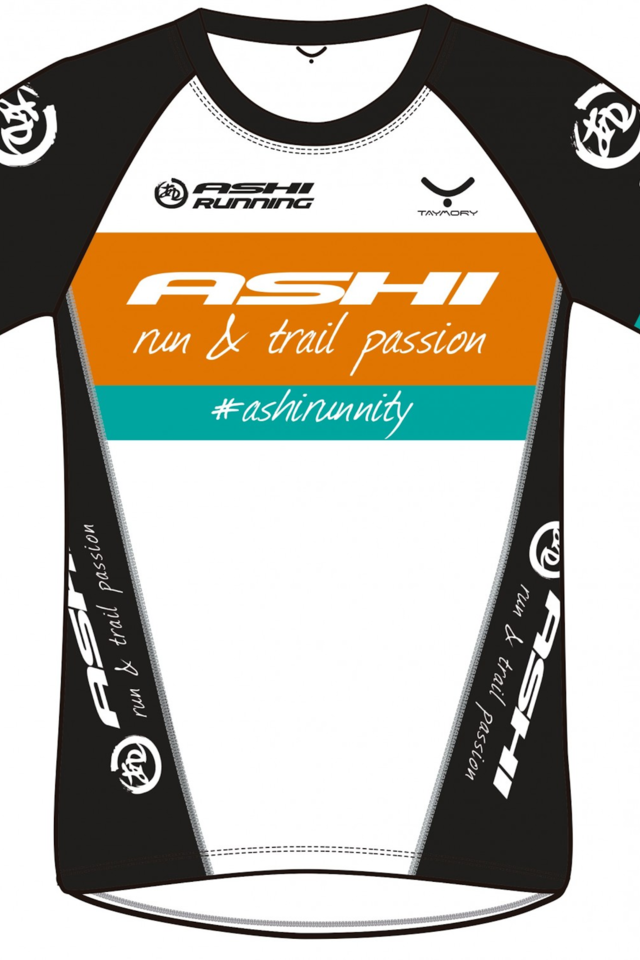 ASHI
RUNNING
TAYMORY
ASHI
run & trail passion
#ashirunnity
ASHI
run & trail passion
run & trail passion
ASHI